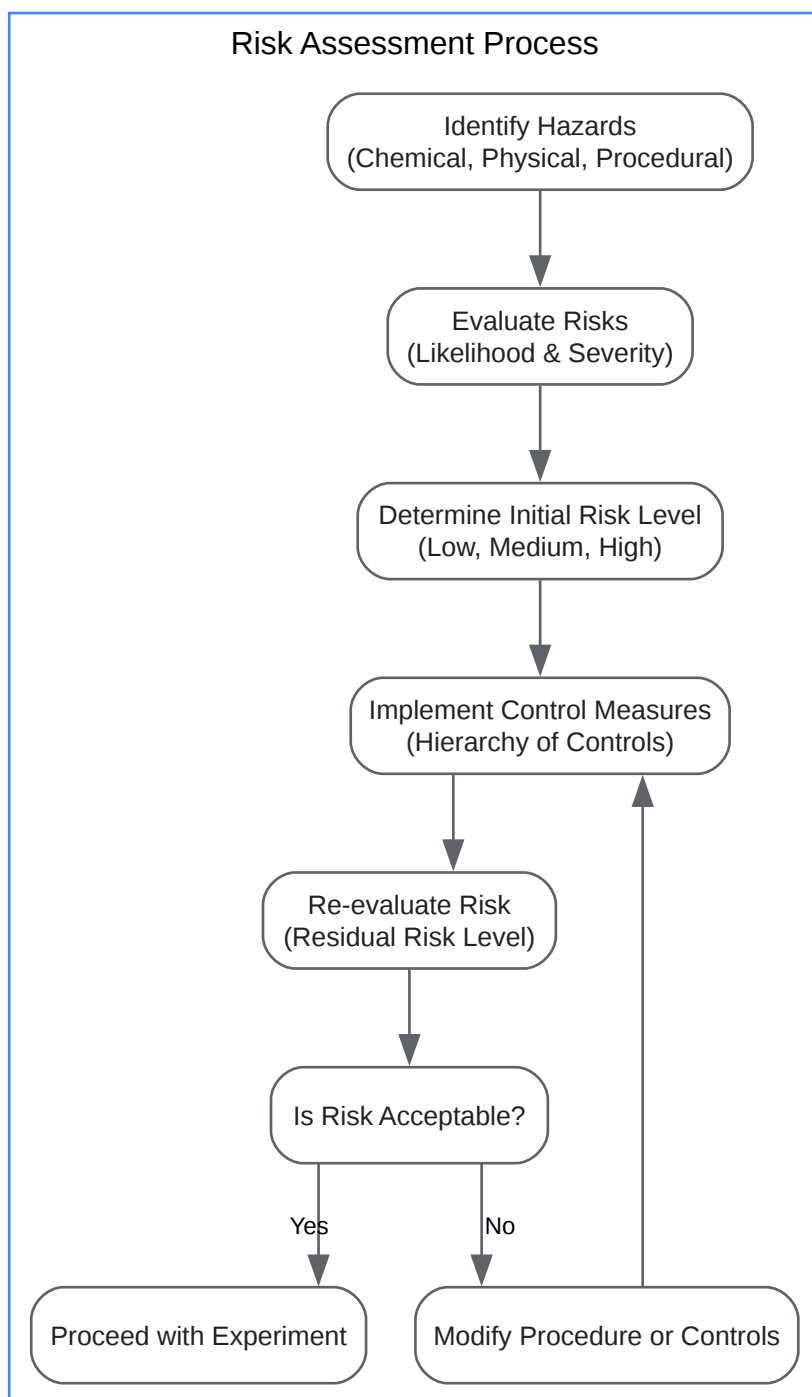 Risk Assessment Process
Identify Hazards
(Chemical, Physical, Procedural)
Evaluate Risks
(Likelihood & Severity)
Determine Initial Risk Level
(Low, Medium, High)
Implement Control Measures
(Hierarchy of Controls)
Re-evaluate Risk
(Residual Risk Level)
Is Risk Acceptable?
Yes
No
Proceed with Experiment
Modify Procedure or Controls